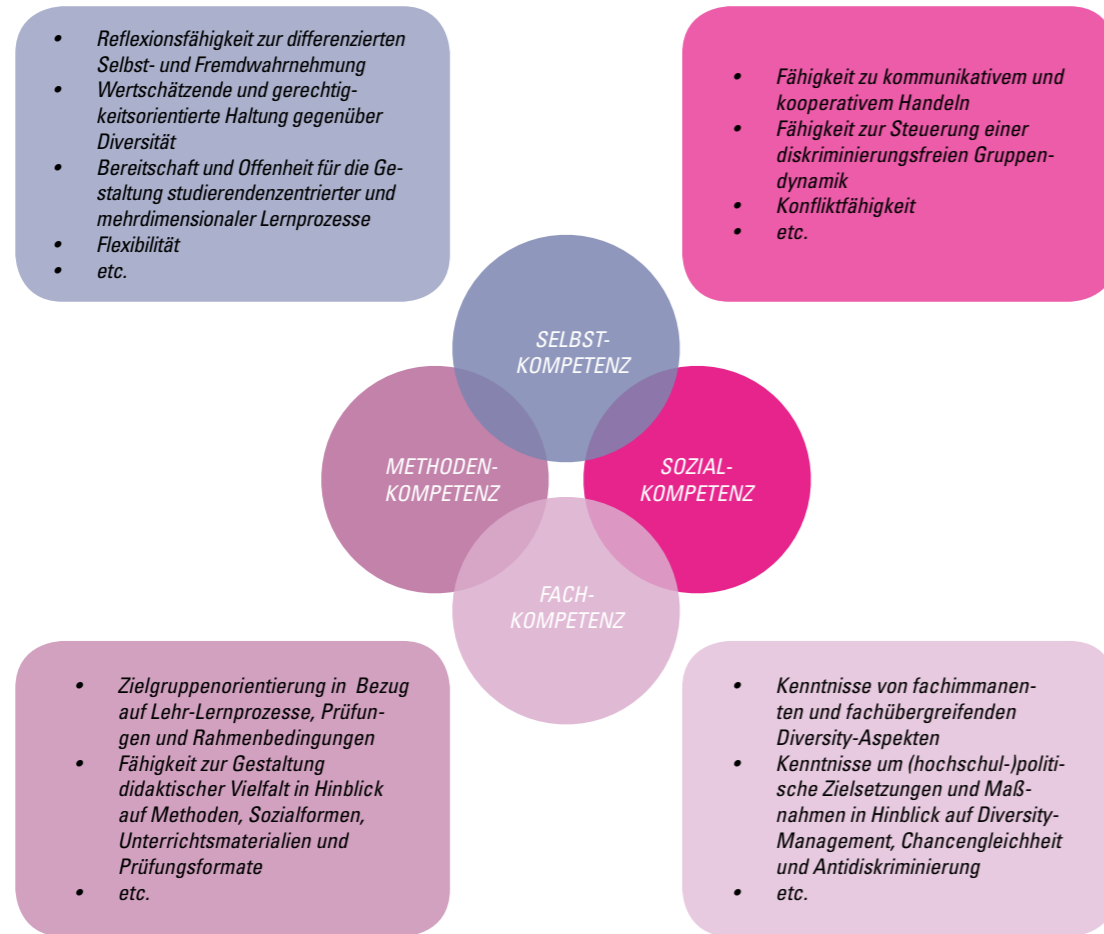 • Reflexionsfähigkeit zur differenzierten
Selbst- und Fremdwahrnehmung
• Wertschätzende und gerechtig-
keitsorientierte Haltung gegenüber
Diversität
• Bereitschaft und Offenheit für die Ge-
staltung studierendenzentrierter und
mehrdimensionaler Lernprozesse
• Flexibilität
• etc.
• Fähigkeit zu kommunikativem und
kooperativem Handeln
• Fähigkeit zur Steuerung einer
diskriminierungsfreien Gruppen-
dynamik
• Konfliktfähigkeit
• etc.
SELBST-
KOMPETENZ
METHODEN-
KOMPETENZ
SOZIAL-
KOMPETENZ
FACH-
KOMPETENZ
• Zielgruppenorientierung in Bezug
auf Lehr-Lernprozesse, Prüfun-
gen und Rahmenbedingungen
• Fähigkeit zur Gestaltung
didaktischer Vielfalt in Hinblick
auf Methoden, Sozialformen,
Unterrichtsmaterialien und
Prüfungsformate
• etc.
• Kenntnisse von fachimmanen-
ten und fachübergreifenden
Diversity-Aspekten
• Kenntnisse um (hochschul-)politi-
sche Zielsetzungen und Maß-
nahmen in Hinblick auf Diversity-
Management, Chancengleichheit
und Antidiskriminierung
• etc.